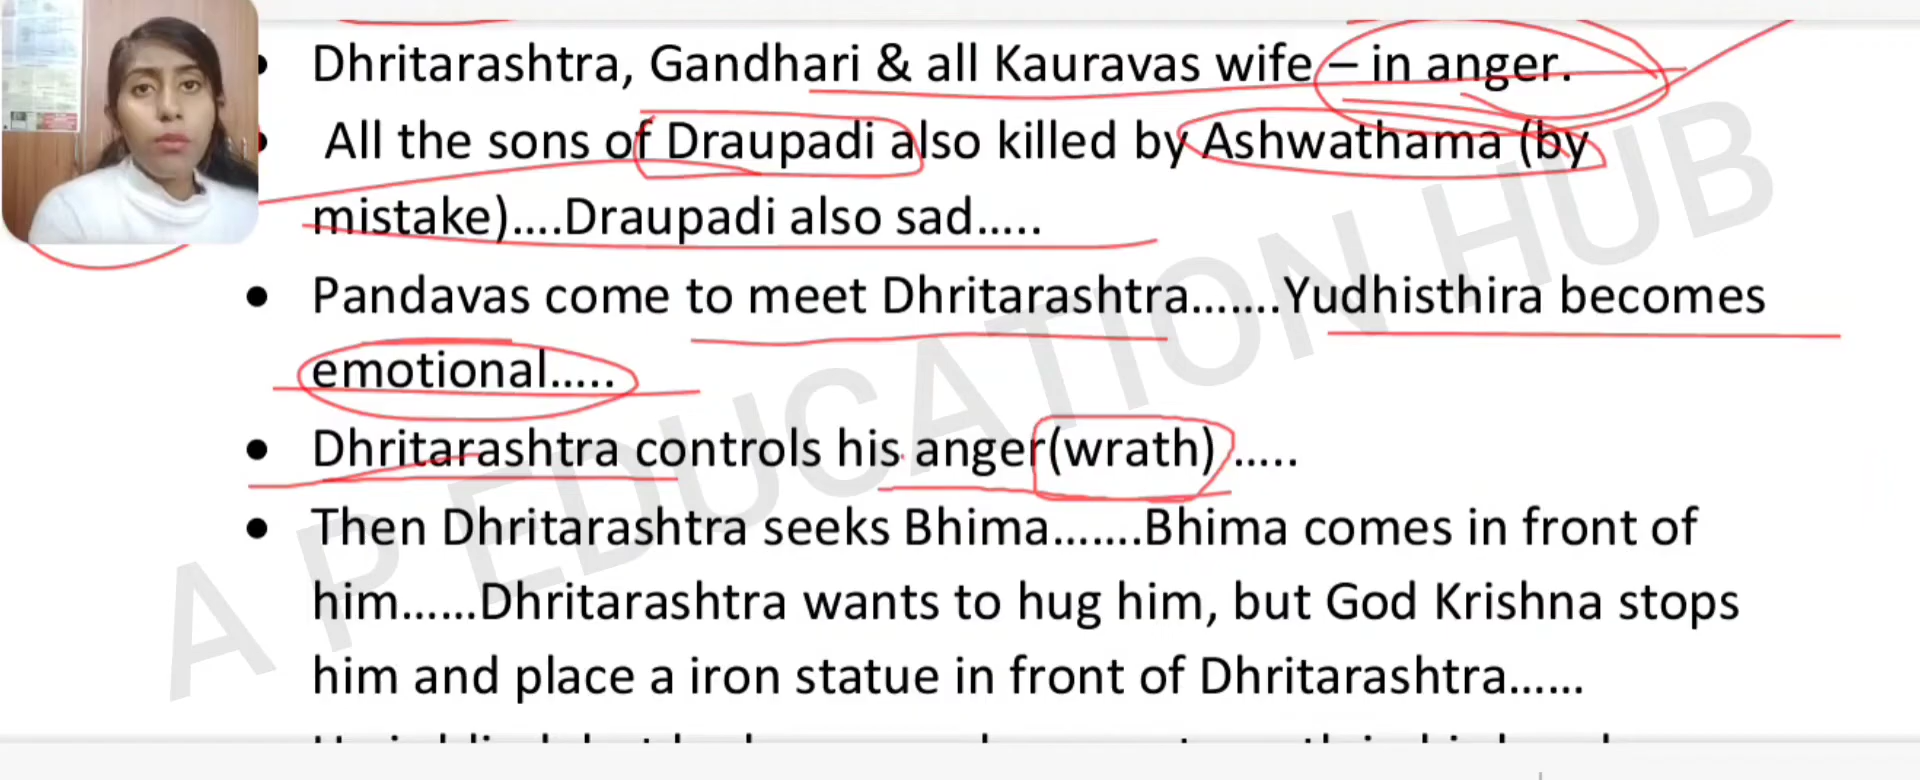 Dhritarashtra, Gandhari & all Kauravas wife – in anger.
All the sons of Draupadi also killed by Ashwathama (by
mistake)....Draupadi also sad.....
Pandavas come to meet Dhritarashtra.......Yudhisthira becomes
emotional.....
Dhritarashtra controls his anger(wrath) .....
Then Dhritarashtra seeks Bhima.......Bhima comes in front of
him......Dhritarashtra wants to hug him, but God Krishna stops
him and place a iron statue in front of Dhritarashtra......
A P EDUCATION HUB